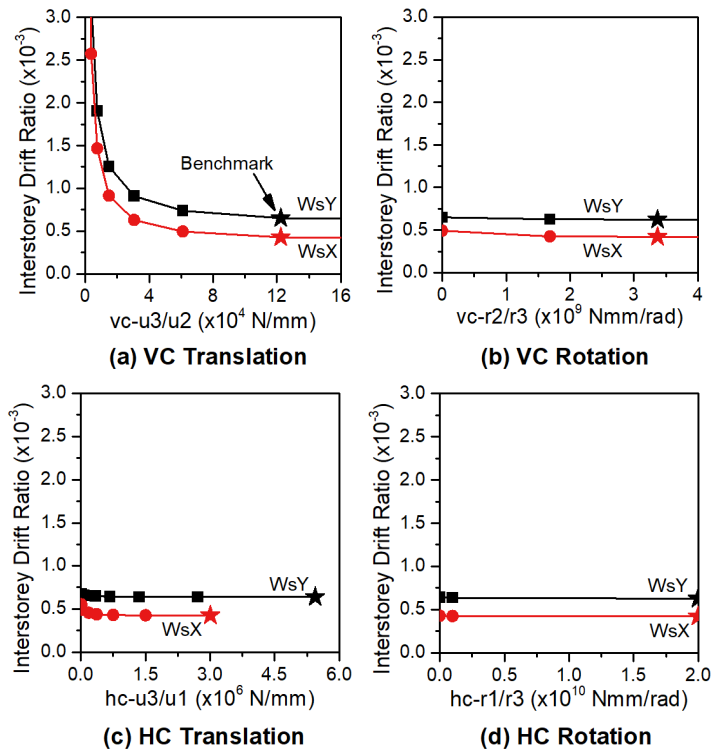 3.0
2.5
2.0
1.5
1.0
0.5
0.0
Interstorey Drift Ratio (x10⁻³)
Benchmark
WsY
WsX
0 4 8 12 16
vc-u3/u2 (x10⁴ N/mm)
(a) VC Translation
3.0
2.5
2.0
1.5
1.0
0.5
0.0
Interstorey Drift Ratio (x10⁻³)
WsY
WsX
0 1 2 3 4
vc-r2/r3 (x10⁹ Nmm/rad)
(b) VC Rotation
3.0
2.5
2.0
1.5
1.0
0.5
0.0
Interstorey Drift Ratio (x10⁻³)
WsY
WsX
0.0 1.5 3.0 4.5 6.0
hc-u3/u1 (x10⁶ N/mm)
(c) HC Translation
3.0
2.5
2.0
1.5
1.0
0.5
0.0
Interstorey Drift Ratio (x10⁻³)
WsY
WsX
0.0 0.5 1.0 1.5 2.0
hc-r1/r3 (x10¹⁰ Nmm/rad)
(d) HC Rotation